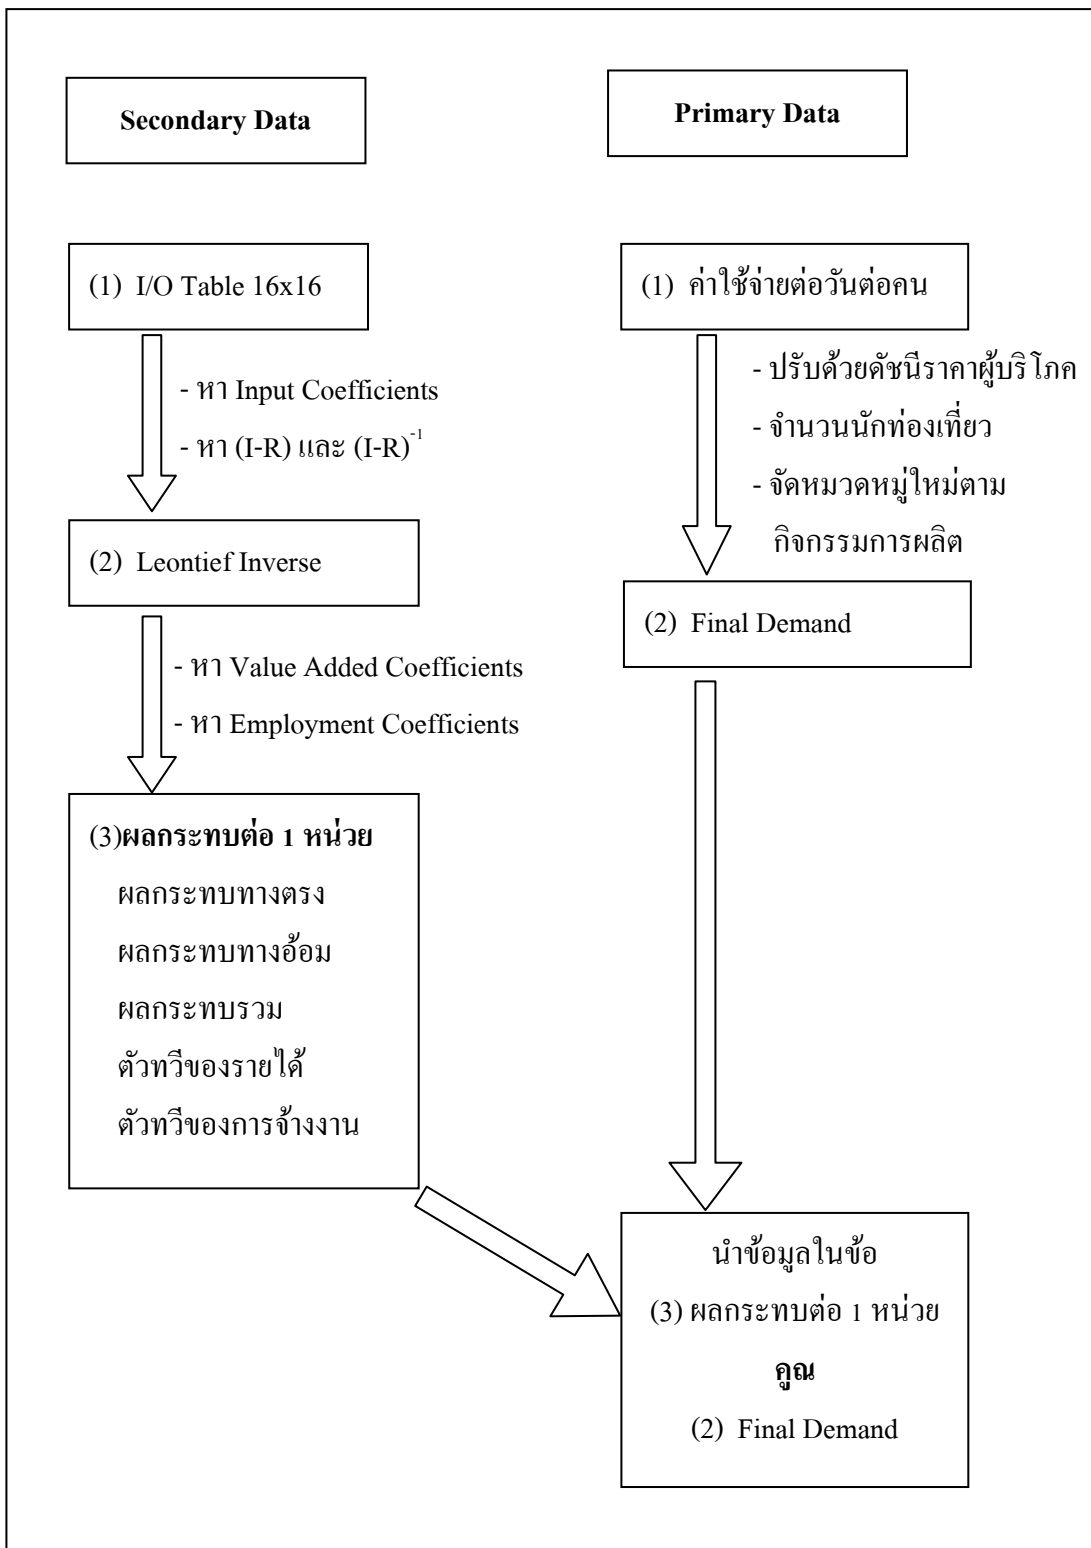 Secondary Data
Primary Data
(1) I/O Table 16x16
- หา Input Coefficients
- หา (I-R) และ (I-R)⁻¹
(2) Leontief Inverse
- หา Value Added Coefficients
- หา Employment Coefficients
(3)ผลกระทบต่อ 1 หน่วย
ผลกระทบทางตรง
ผลกระทบทางอ้อม
ผลกระทบรวม
ตัวทวีของรายได้
ตัวทวีของการจ้างงาน
(1) ค่าใช้จ่ายต่อวันต่อคน
- ปรับด้วยดัชนีราคาผู้บริโภค
- จำนวนนักท่องเที่ยว
- จัดหมวดหมู่ใหม่ตาม
กิจกรรมการผลิต
(2) Final Demand
นำข้อมูลในข้อ
(3) ผลกระทบต่อ 1 หน่วย
คูณ
(2) Final Demand